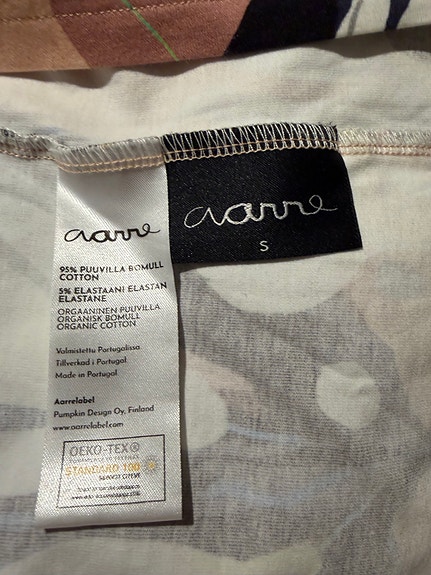 aarre
S
aarre
95% PUUVILLA BOMULL
COTTON
5% ELASTAANI ELASTAN
ELASTANE
ORGAANINEN PUUVILLA
ORGANISK BOMULL
ORGANIC COTTON
Valmistettu Portugalissa
Tillverkad i Portugal
Made in Portugal
Aarrelabel
Pumpkin Design Oy, Finland
www.aarrelabel.com
OEKO-TEX®
STANDARD 100